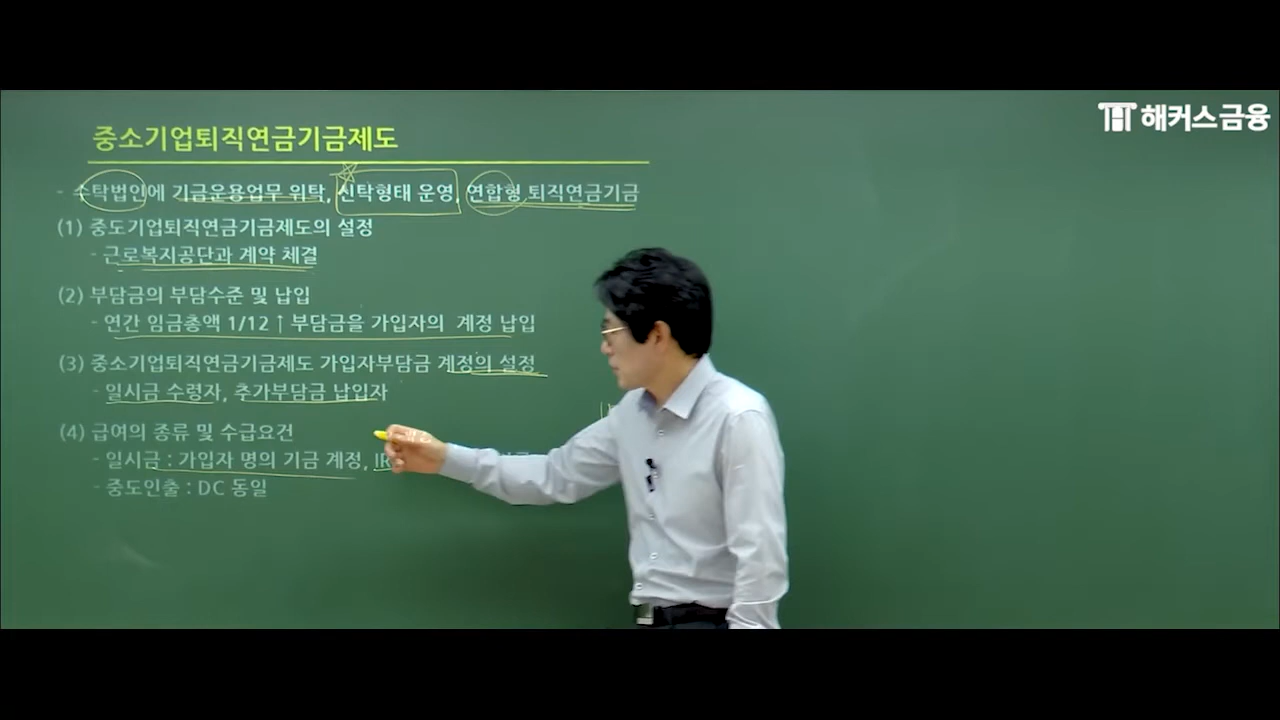 해커스금융
중소기업퇴직연금기금제도
- 수탁법인에 기금운용업무 위탁, 신탁형태 운영, 연합형 퇴직연금기금
(1) 중도기업퇴직연금기금제도의 설정
- 근로복지공단과 계약 체결
(2) 부담금의 부담수준 및 납입
- 연간 임금총액 1/12 ↑ 부담금을 가입자의 계정 납입
(3) 중소기업퇴직연금기금제도 가입자부담금 계정의 설정
- 일시금 수령자, 추가부담금 납입자
(4) 급여의 종류 및 수급요건
- 일시금 : 가입자 명의 기금 계정,
- 중도인출 : DC 동일